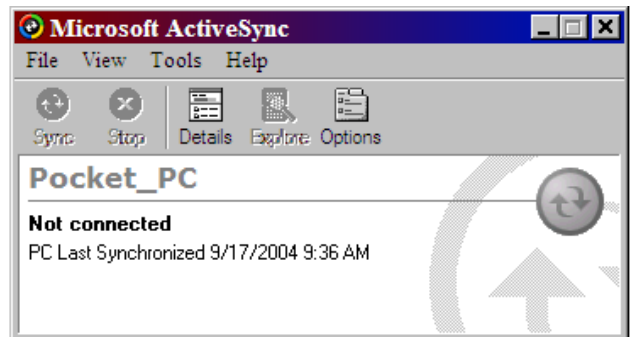 Microsoft ActiveSync
File View Tools Help
Sync Stop Details Explore Options
Pocket_PC
Not connected
PC Last Synchronized 9/17/2004 9:36 AM